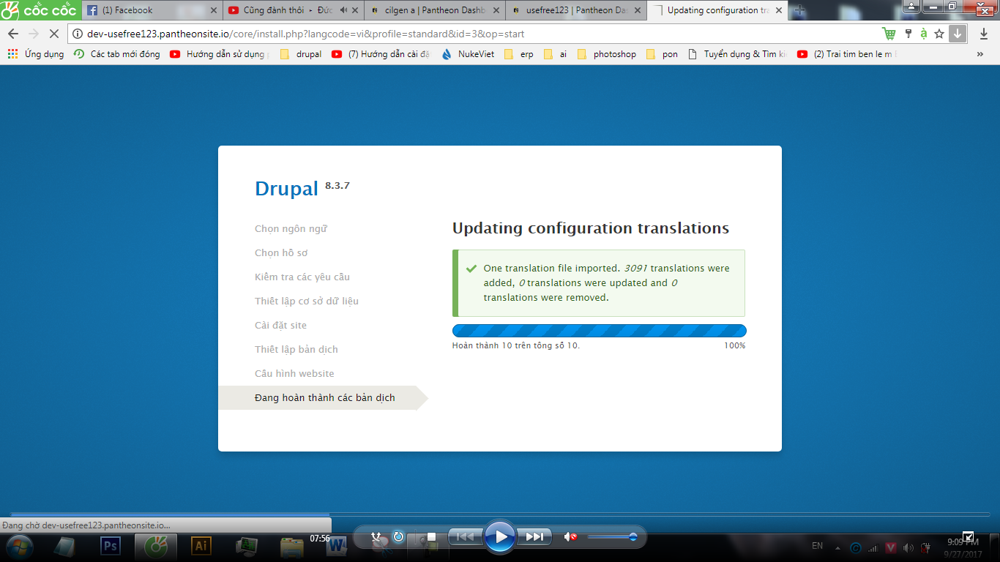 cốc cốc
(1) Facebook
Cũng đành thôi ▸ Đức
cilgen a | Pantheon Dashb
usefree123 | Pantheon Das
Updating configuration tra
dev-usefree123.pantheonsite.io/core/install.php?langcode=vi&profile=standard&id=3&op=start
Ứng dụng
Các tab mới đóng
Hướng dẫn sử dụng
drupal
(7) Hướng dẫn cài đặ
NukeViet
erp
ai
photoshop
pon
Tuyển dụng & Tìm ki
(2) Trai tim ben le m
»
Drupal 8.3.7
Chọn ngôn ngữ
Chọn hồ sơ
Kiểm tra các yêu cầu
Thiết lập cơ sở dữ liệu
Cài đặt site
Thiết lập bản dịch
Cấu hình website
Đang hoàn thành các bản dịch
Updating configuration translations
One translation file imported. 3091 translations were
added, 0 translations were updated and 0
translations were removed.
Hoàn thành 10 trên tổng số 10.
100%
Đang chờ dev-usefree123.pantheonsite.io...
07:56
Ps
Ai
W
EN
V
9:09 PM
9/27/2017